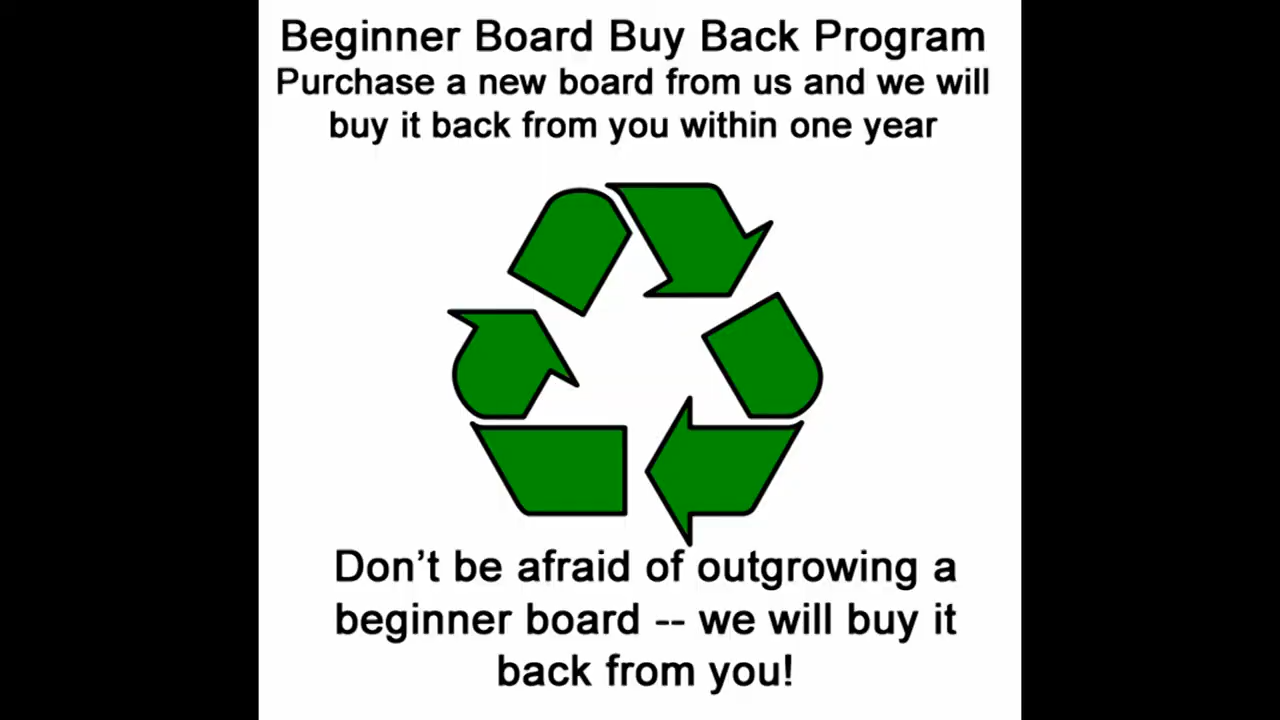 Beginner Board Buy Back Program
Purchase a new board from us and we will
buy it back from you within one year
Don’t be afraid of outgrowing a
beginner board -- we will buy it
back from you!